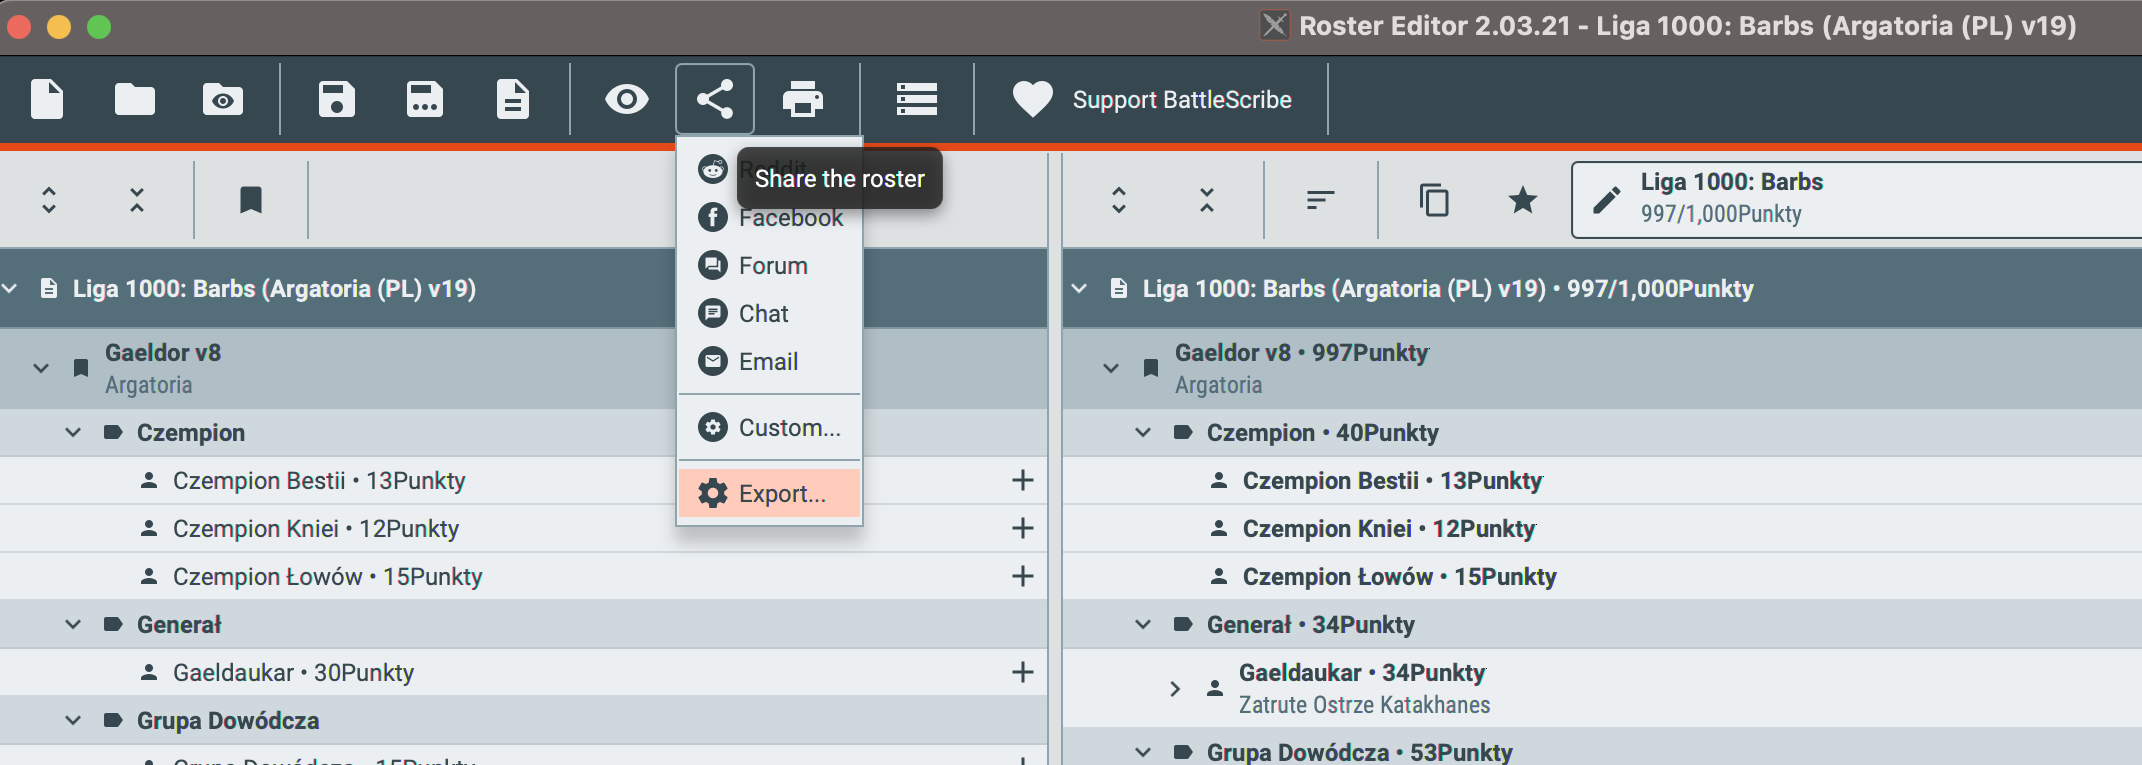 Roster Editor 2.03.21 - Liga 1000: Barbs (Argatoria (PL) v19)
Support BattleScribe
Reddit
Share the roster
Facebook
Forum
Chat
Email
Custom...
Export...
Liga 1000: Barbs (Argatoria (PL) v19)
Gaeldor v8
Argatoria
Czempion
Czempion Bestii • 13Punkty
Czempion Kniei • 12Punkty
Czempion Łowów • 15Punkty
Generał
Gaeldaukar • 30Punkty
Grupa Dowódcza
Grupa Dowódcza • 15Punkty
Liga 1000: Barbs
997/1,000Punkty
Liga 1000: Barbs (Argatoria (PL) v19) • 997/1,000Punkty
Gaeldor v8 • 997Punkty
Argatoria
Czempion • 40Punkty
Czempion Bestii • 13Punkty
Czempion Kniei • 12Punkty
Czempion Łowów • 15Punkty
Generał • 34Punkty
Gaeldaukar • 34Punkty
Zatrute Ostrze Katakhanes
Grupa Dowódcza • 53Punkty